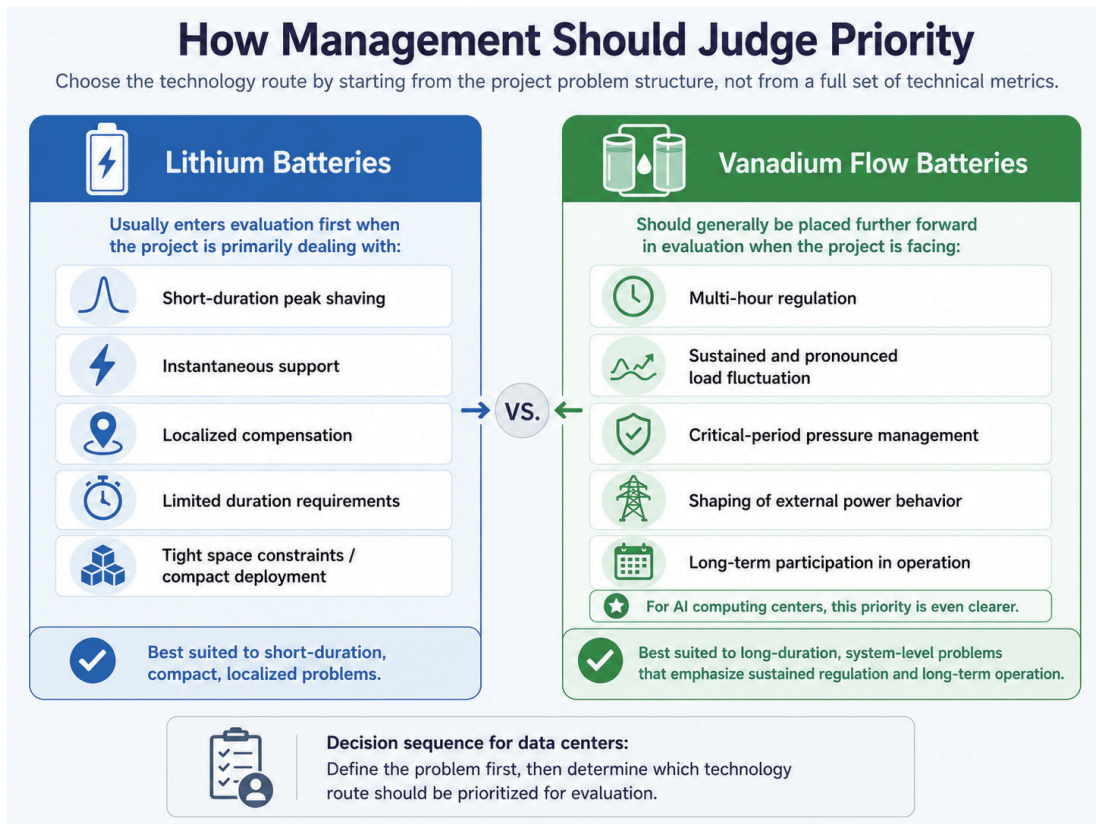 How Management Should Judge Priority
Choose the technology route by starting from the project problem structure, not from a full set of technical metrics.
Lithium Batteries
Usually enters evaluation first when
the project is primarily dealing with:
Short-duration peak shaving
Instantaneous support
Localized compensation
Limited duration requirements
Tight space constraints /
compact deployment
Best suited to short-duration,
compact, localized problems.
VS.
Vanadium Flow Batteries
Should generally be placed further forward
in evaluation when the project is facing:
Multi-hour regulation
Sustained and pronounced
load fluctuation
Critical-period pressure management
Shaping of external power behavior
Long-term participation in operation
For AI computing centers, this priority is even clearer.
Best suited to long-duration, system-level problems
that emphasize sustained regulation and long-term operation.
Decision sequence for data centers:
Define the problem first, then determine which technology
route should be prioritized for evaluation.